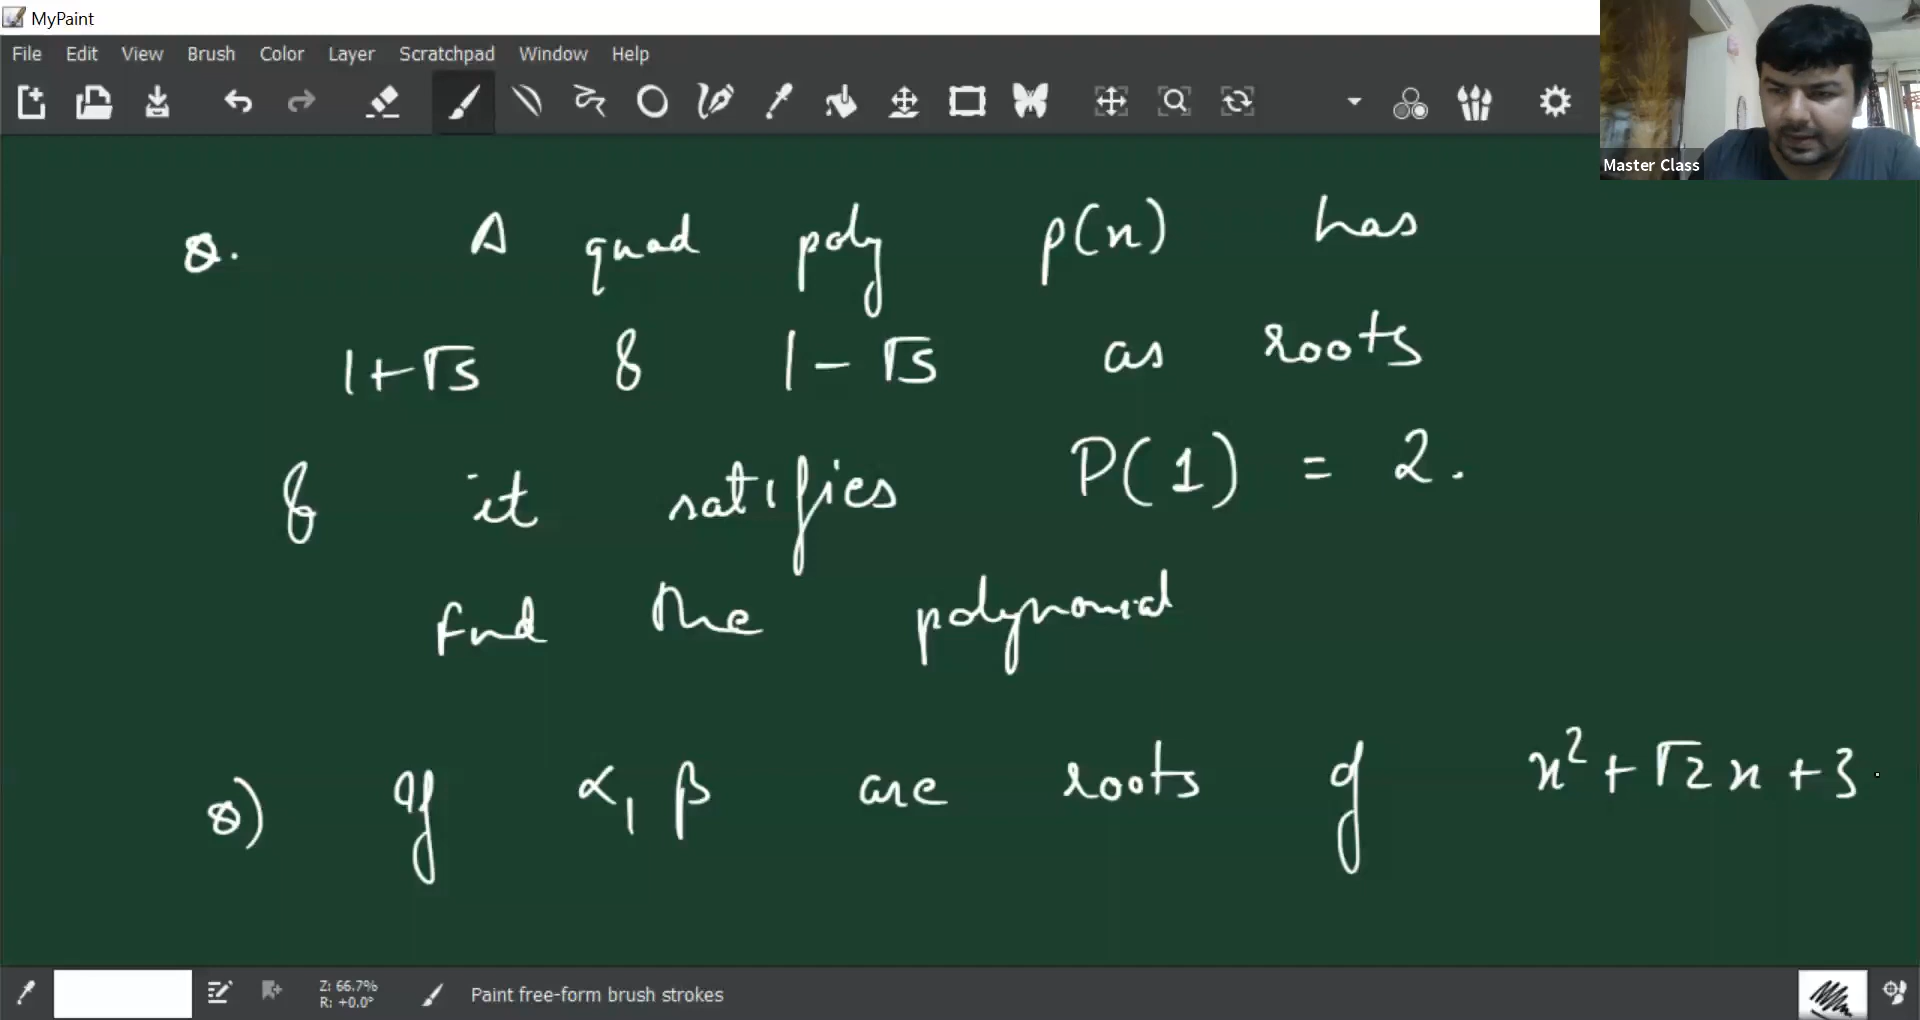 MyPaint
File Edit View Brush Color Layer Scratchpad Window Help
Master Class
Q. A quad poly p(x) has
1+√5 & 1-√5 as roots
& it satifies P(1) = 2.
find the polynomial
Q) If α, β are roots of x²+√2x+3
Z: 66.7%
R: +0.0°
Paint free-form brush strokes